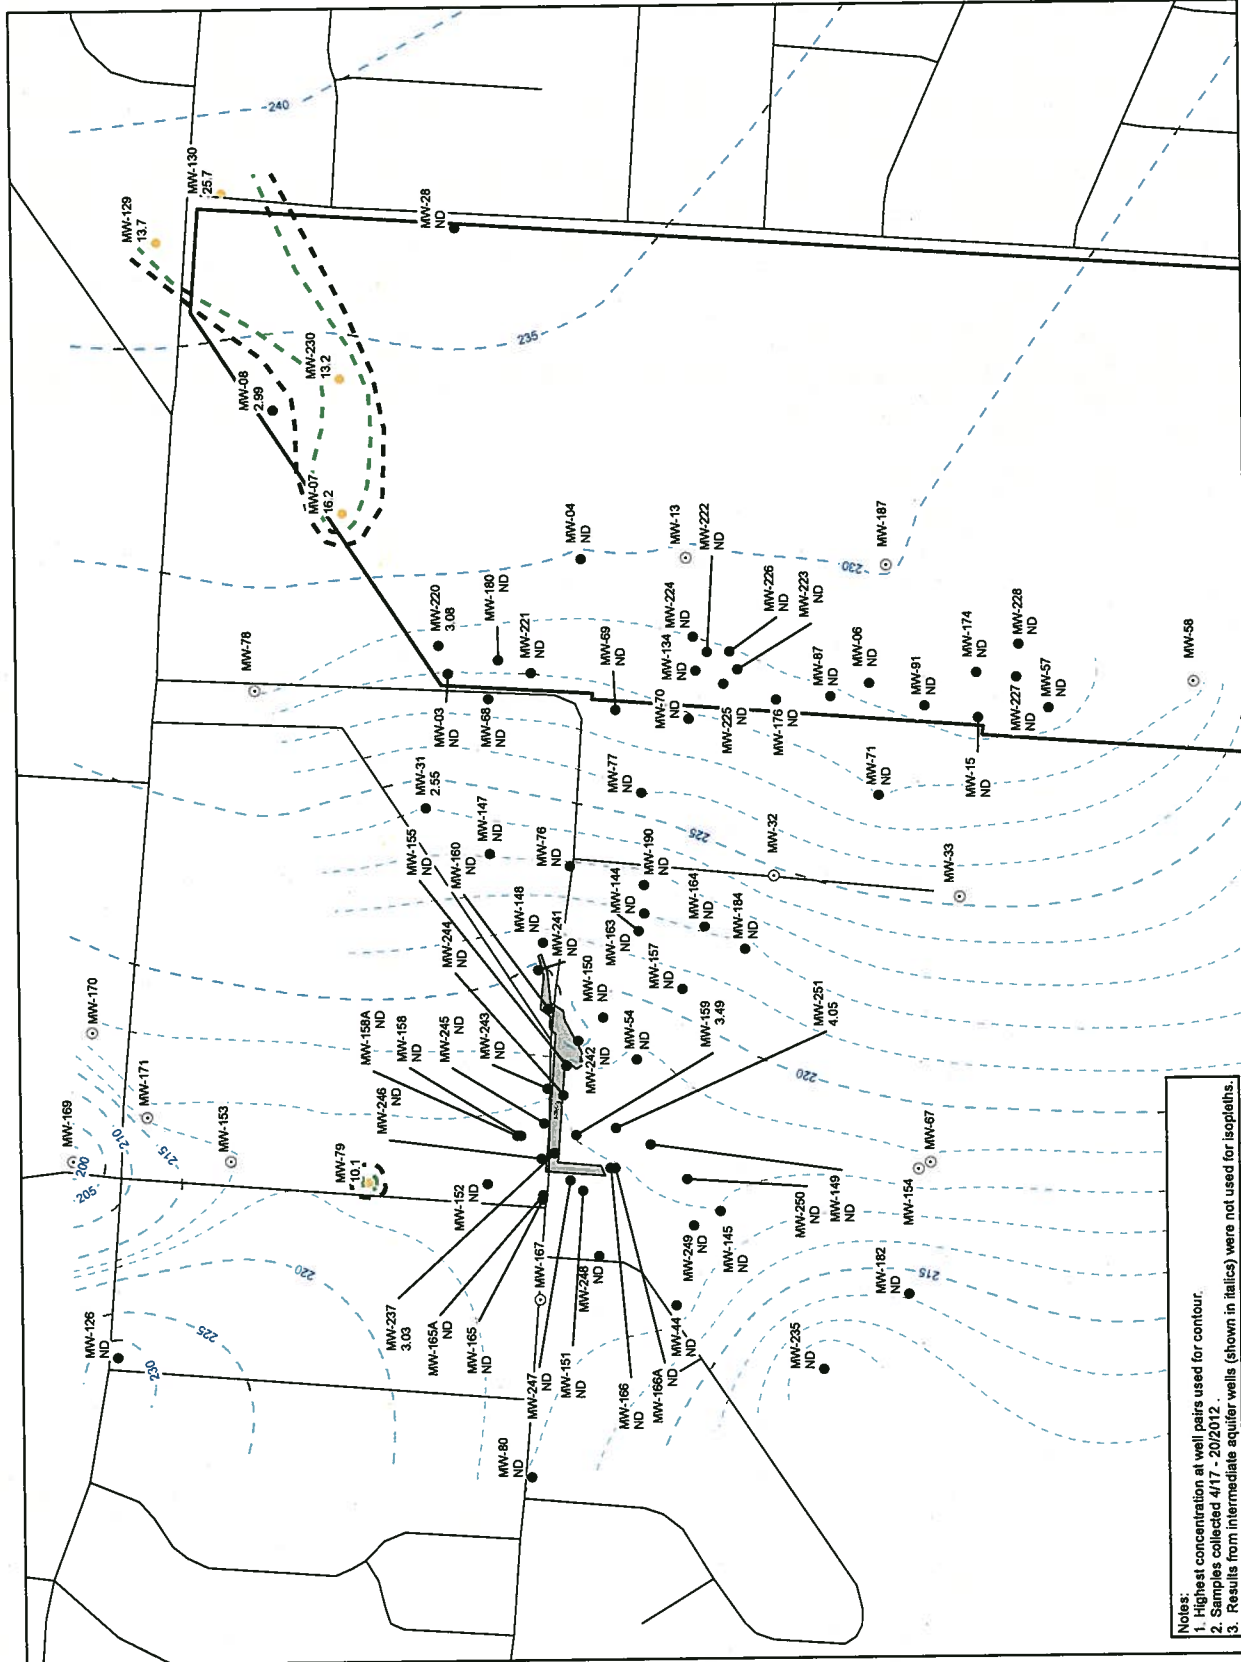 MW-130
25.7
MW-129
13.7
-240
MW-28
ND
MW-08
2.99
MW-230
13.2
235
MW-07
16.2
MW-78
MW-220
3.08
MW-180
ND
MW-221
ND
MW-04
ND
MW-13
MW-222
ND
MW-226
ND
MW-223
ND
230
MW-187
MW-03
ND
MW-68
ND
MW-69
ND
MW-134
ND
MW-224
ND
MW-70
ND
MW-225
ND
MW-176
ND
MW-87
ND
MW-06
ND
MW-91
ND
MW-174
ND
MW-228
ND
MW-227
ND
MW-57
ND
MW-58
MW-15
ND
MW-71
ND
MW-31
2.55
MW-147
ND
MW-77
ND
225
MW-32
MW-33
MW-155
ND
MW-160
ND
MW-76
ND
MW-190
ND
MW-144
ND
MW-163
ND
MW-164
ND
MW-184
ND
MW-157
ND
MW-148
ND
MW-241
ND
MW-244
ND
MW-150
ND
MW-54
ND
MW-242
ND
MW-159
3.49
MW-251
4.05
220
MW-170
MW-171
MW-169
MW-153
200
205
210
-215
MW-158A
ND
MW-158
ND
MW-245
ND
MW-243
ND
MW-246
ND
MW-79
10.1
MW-152
ND
MW-167
MW-248
ND
MW-249
ND
MW-145
ND
MW-250
ND
MW-149
ND
MW-154
MW-67
MW-182
ND
215
MW-235
ND
MW-44
ND
MW-166A
ND
MW-166
ND
MW-151
ND
MW-247
ND
MW-165
ND
MW-165A
ND
MW-237
3.03
220
225
230
MW-126
ND
MW-80
ND
Notes:
1. Highest concentration at well pairs used for contour.
2. Samples collected 4/17 - 20/2012 .
3. Results from intermediate aquifer wells (shown in italics) were not used for isopleths.